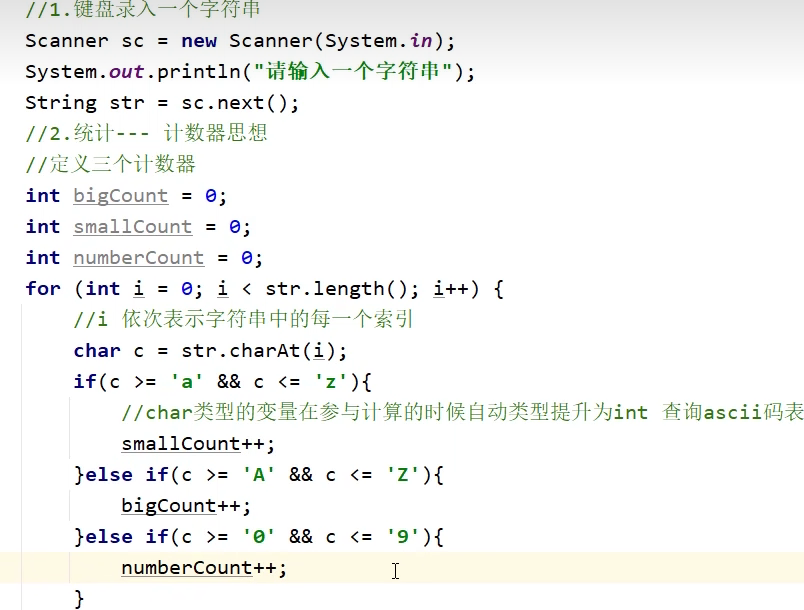 //1.键盘录入一个字符串
Scanner sc = new Scanner(System.in);
System.out.println("请输入一个字符串");
String str = sc.next();
//2.统计--- 计数器思想
//定义三个计数器
int bigCount = 0;
int smallCount = 0;
int numberCount = 0;
for (int i = 0; i < str.length(); i++) {
//i 依次表示字符串中的每一个索引
char c = str.charAt(i);
if(c >= 'a' && c <= 'z'){
//char类型的变量在参与计算的时候自动类型提升为int 查询ascii码表
smallCount++;
}else if(c >= 'A' && c <= 'Z'){
bigCount++;
}else if(c >= '0' && c <= '9'){
numberCount++;
}